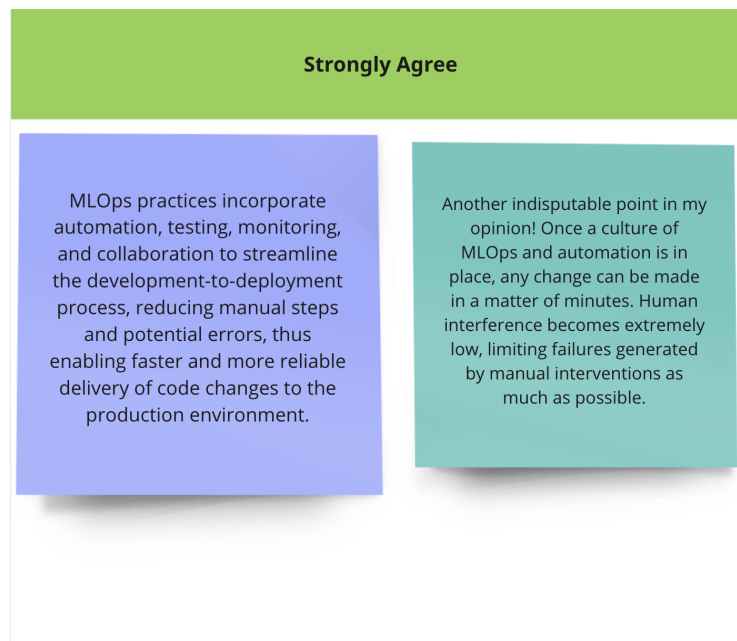 Strongly Agree
MLOps practices incorporate
automation, testing, monitoring,
and collaboration to streamline
the development-to-deployment
process, reducing manual steps
and potential errors, thus
enabling faster and more reliable
delivery of code changes to the
production environment.
Another indisputable point in my
opinion! Once a culture of
MLOps and automation is in
place, any change can be made
in a matter of minutes. Human
interference becomes extremely
low, limiting failures generated
by manual interventions as
much as possible.